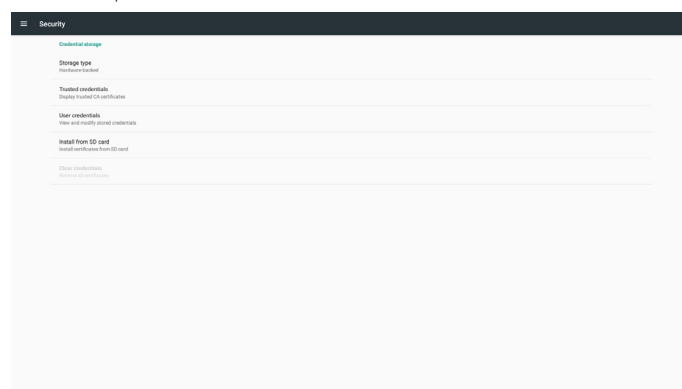 Security
Credential storage
Storage type
Hardware-backed
Trusted credentials
Display trusted CA certificates
User credentials
View and modify stored credentials
Install from SD card
Install certificates from SD card
Clear credentials
Remove all certificates